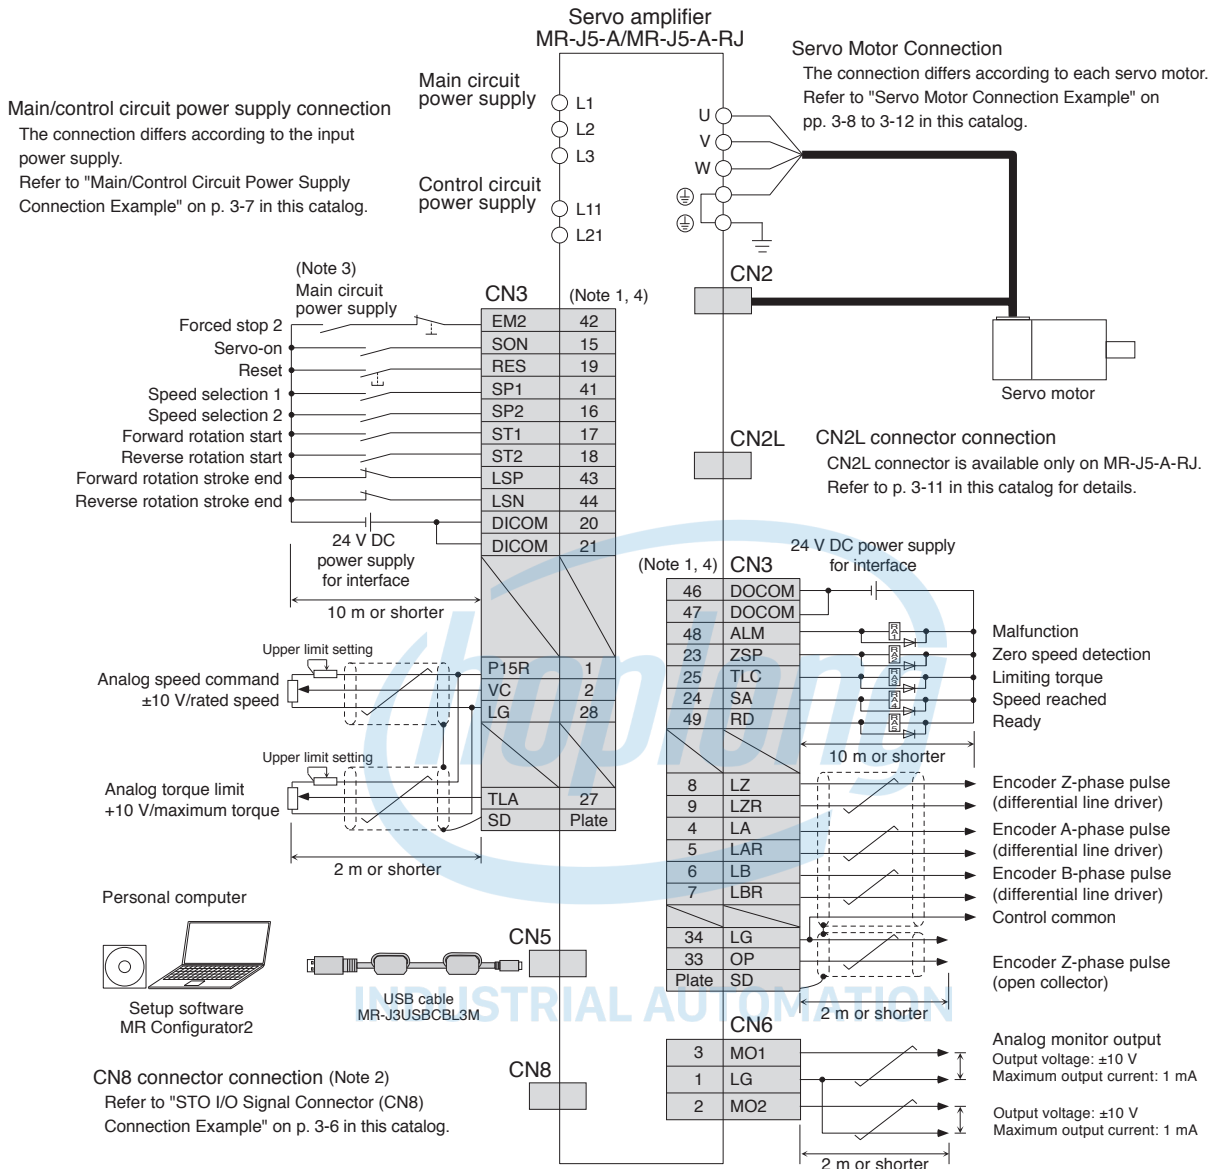 Servo amplifier
MR-J5-A/MR-J5-A-RJ
Main/control circuit power supply connection
The connection differs according to the input
power supply.
Refer to "Main/Control Circuit Power Supply
Connection Example" on p. 3-7 in this catalog.
Main circuit
power supply
L1
L2
L3
Control circuit
power supply
L11
L21
U
V
W
Servo Motor Connection
The connection differs according to each servo motor.
Refer to "Servo Motor Connection Example" on
pp. 3-8 to 3-12 in this catalog.
CN2
Servo motor
(Note 3)
Main circuit
power supply
CN3 (Note 1, 4)
Forced stop 2 EM2 42
Servo-on SON 15
Reset RES 19
Speed selection 1 SP1 41
Speed selection 2 SP2 16
Forward rotation start ST1 17
Reverse rotation start ST2 18
Forward rotation stroke end LSP 43
Reverse rotation stroke end LSN 44
DICOM 20
DICOM 21
24 V DC
power supply
for interface
10 m or shorter
CN2L
CN2L connector connection
CN2L connector is available only on MR-J5-A-RJ.
Refer to p. 3-11 in this catalog for details.
24 V DC power supply
for interface
(Note 1, 4) CN3
46 DOCOM
47 DOCOM
48 ALM RA1 Malfunction
23 ZSP RA2 Zero speed detection
25 TLC RA3 Limiting torque
24 SA RA4 Speed reached
49 RD RA5 Ready
10 m or shorter
Upper limit setting
Analog speed command
±10 V/rated speed
P15R 1
VC 2
LG 28
Upper limit setting
Analog torque limit
+10 V/maximum torque
TLA 27
SD Plate
2 m or shorter
8 LZ
9 LZR
Encoder Z-phase pulse
(differential line driver)
4 LA
5 LAR
Encoder A-phase pulse
(differential line driver)
6 LB
7 LBR
Encoder B-phase pulse
(differential line driver)
Control common
34 LG
33 OP
Plate SD
Encoder Z-phase pulse
(open collector)
2 m or shorter
hoplong
INDUSTRIAL AUTOMATION
Personal computer
Setup software
MR Configurator2
USB cable
MR-J3USBCBL3M
CN5
CN8 connector connection (Note 2)
Refer to "STO I/O Signal Connector (CN8)
Connection Example" on p. 3-6 in this catalog.
CN8
CN6
3 MO1
1 LG
2 MO2
Analog monitor output
Output voltage: ±10 V
Maximum output current: 1 mA
Output voltage: ±10 V
Maximum output current: 1 mA
2 m or shorter